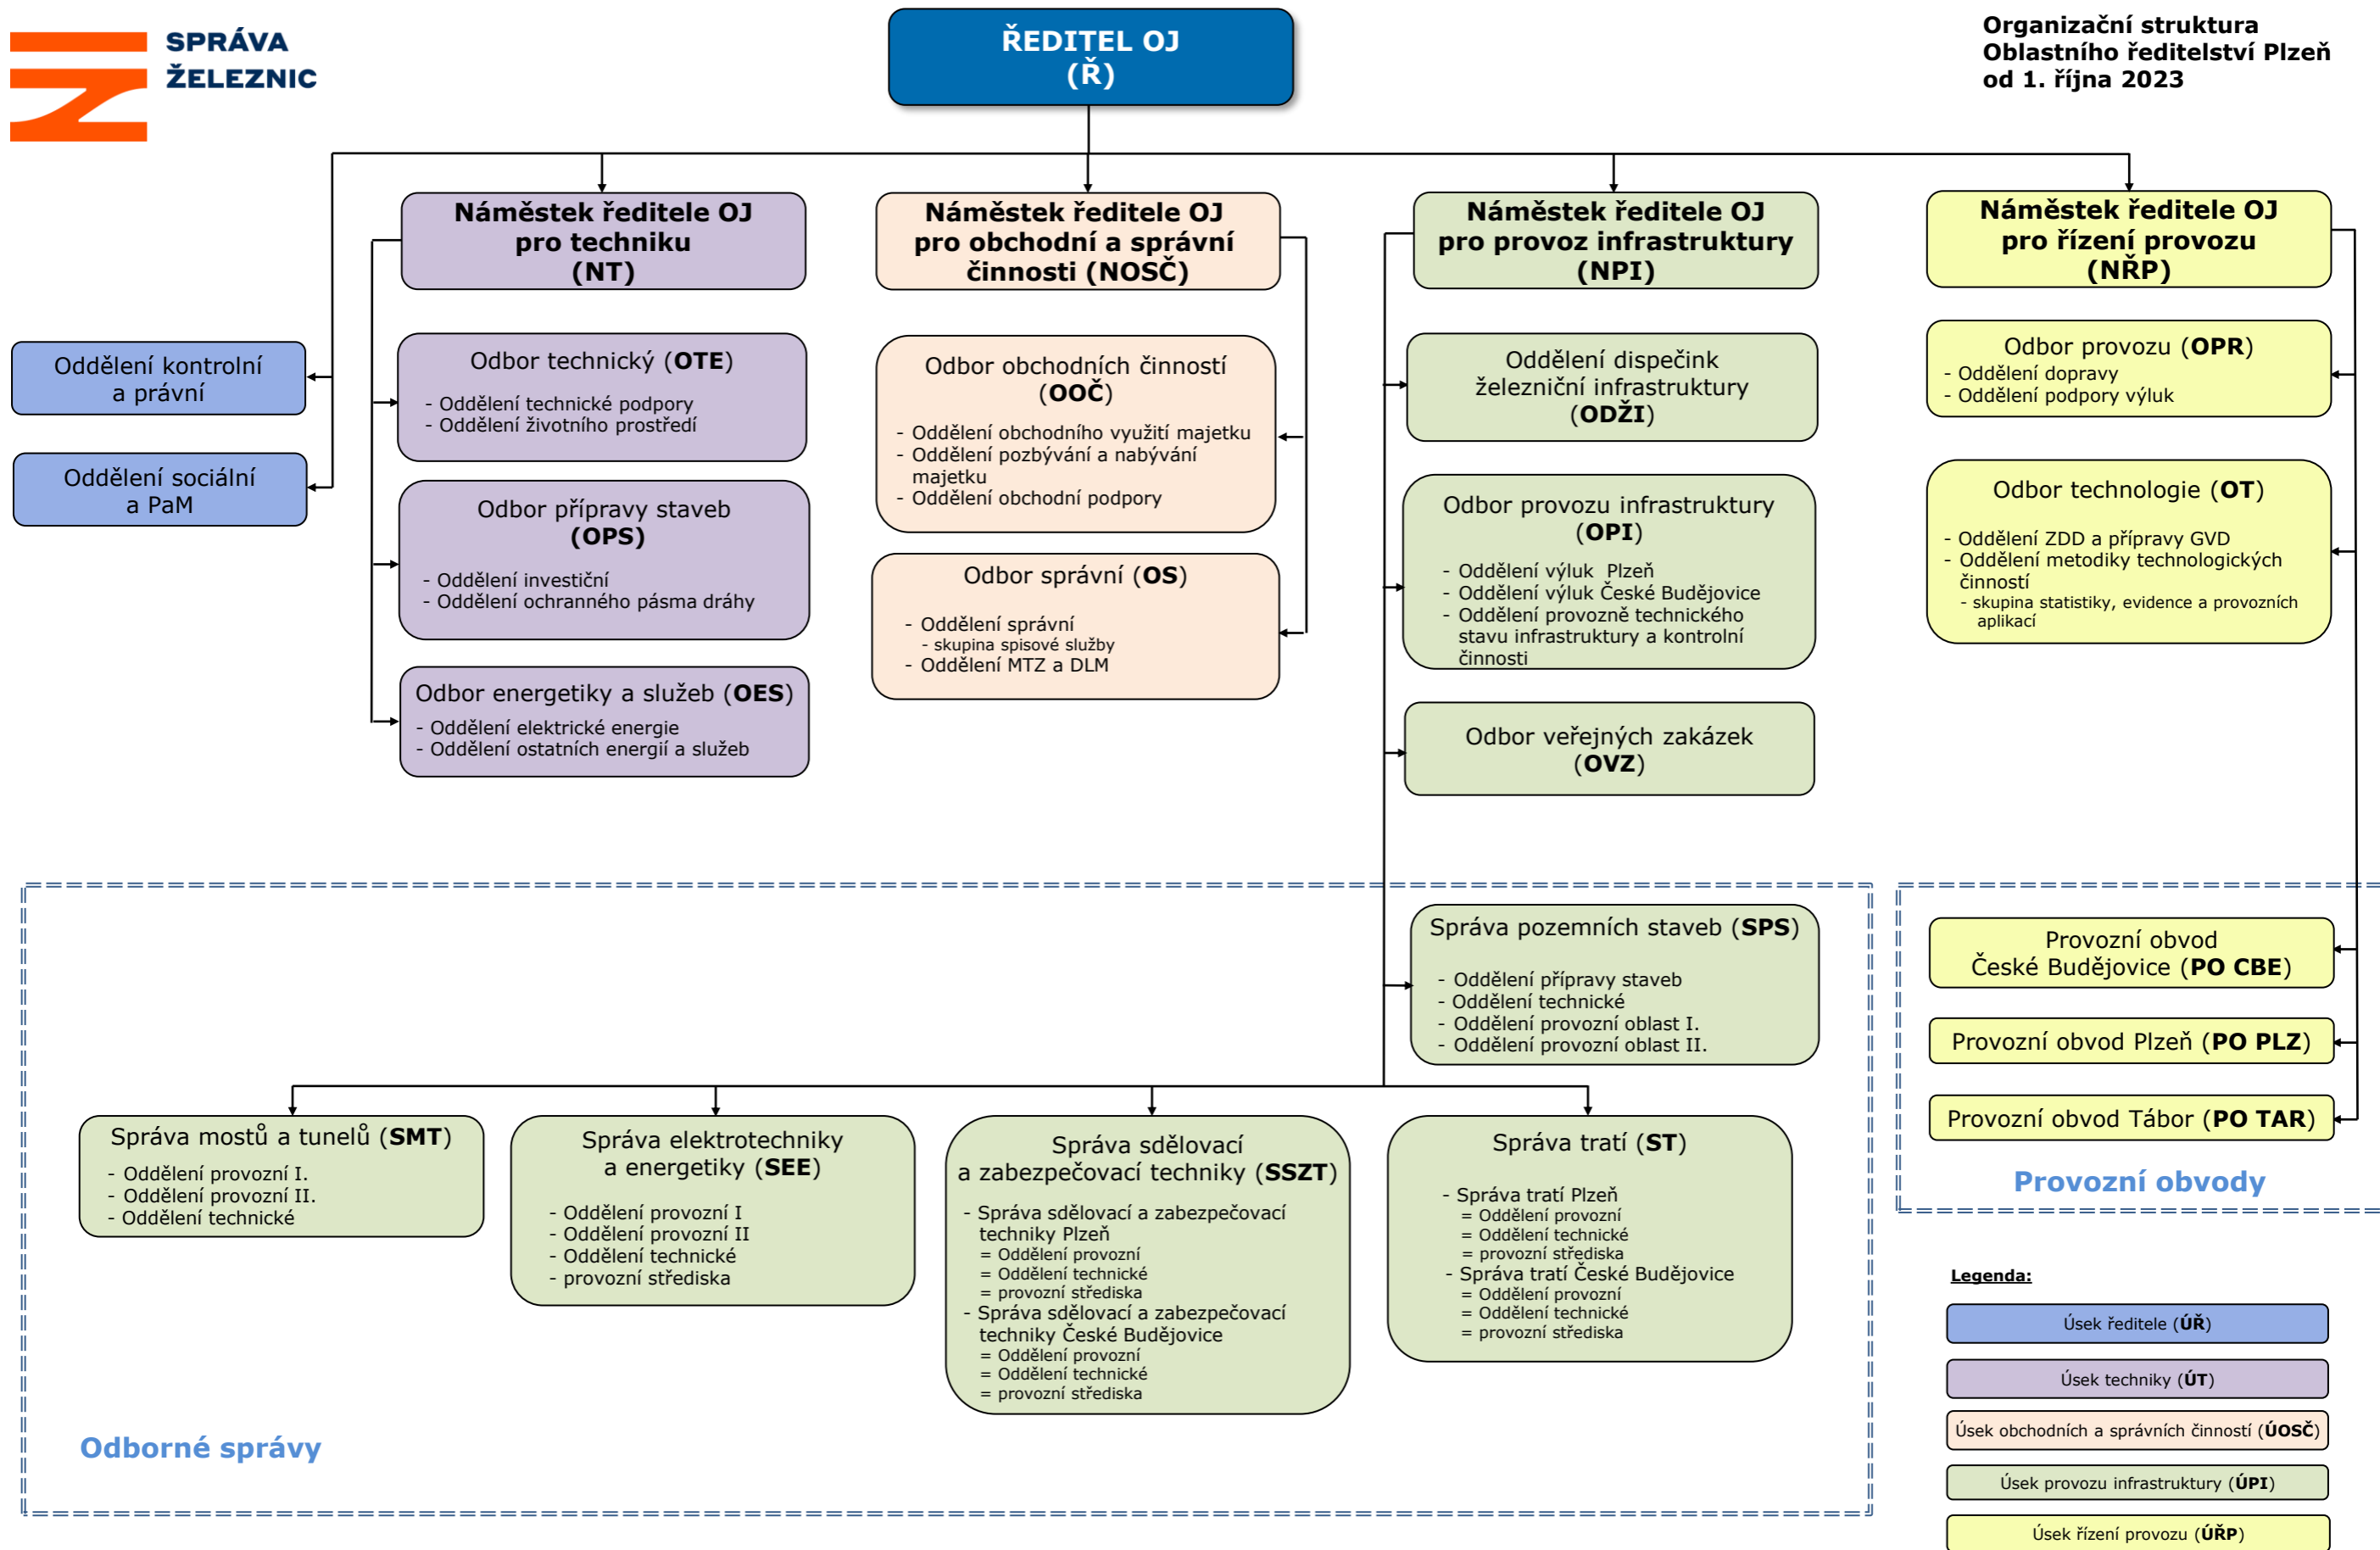 SPRÁVA
ŽELEZNIC
ŘEDITEL OJ
(Ř)
Organizační struktura
Oblastního ředitelství Plzeň
od 1. října 2023
Náměstek ředitele OJ
pro techniku
(NT)
Náměstek ředitele OJ
pro obchodní a správní
činnosti (NOSČ)
Náměstek ředitele OJ
pro provoz infrastruktury
(NPI)
Náměstek ředitele OJ
pro řízení provozu
(NŘP)
Oddělení kontrolní
a právní
Oddělení sociální
a PaM
Odbor technický (OTE)
- Oddělení technické podpory
- Oddělení životního prostředí
Odbor přípravy staveb
(OPS)
- Oddělení investiční
- Oddělení ochranného pásma dráhy
Odbor energetiky a služeb (OES)
- Oddělení elektrické energie
- Oddělení ostatních energií a služeb
Odbor obchodních činností
(OOČ)
- Oddělení obchodního využití majetku
- Oddělení pozbývání a nabývání
majetku
- Oddělení obchodní podpory
Odbor správní (OS)
- Oddělení správní
- skupina spisové služby
- Oddělení MTZ a DLM
Oddělení dispečink
železniční infrastruktury
(ODŽI)
Odbor provozu infrastruktury
(OPI)
- Oddělení výluk  Plzeň
- Oddělení výluk České Budějovice
- Oddělení provozně technického
stavu infrastruktury a kontrolní
činnosti
Odbor veřejných zakázek
(OVZ)
Odbor provozu (OPR)
- Oddělení dopravy
- Oddělení podpory výluk
Odbor technologie (OT)
- Oddělení ZDD a přípravy GVD
- Oddělení metodiky technologických
činností
- skupina statistiky, evidence a provozních
aplikací
Správa pozemních staveb (SPS)
- Oddělení přípravy staveb
- Oddělení technické
- Oddělení provozní oblast I.
- Oddělení provozní oblast II.
Správa mostů a tunelů (SMT)
- Oddělení provozní I.
- Oddělení provozní II.
- Oddělení technické
Správa elektrotechniky
a energetiky (SEE)
- Oddělení provozní I
- Oddělení provozní II
- Oddělení technické
- provozní střediska
Správa sdělovací
a zabezpečovací techniky (SSZT)
- Správa sdělovací a zabezpečovací
techniky Plzeň
= Oddělení provozní
= Oddělení technické
= provozní střediska
- Správa sdělovací a zabezpečovací
techniky České Budějovice
= Oddělení provozní
= Oddělení technické
= provozní střediska
Správa tratí (ST)
- Správa tratí Plzeň
= Oddělení provozní
= Oddělení technické
= provozní střediska
- Správa tratí České Budějovice
= Oddělení provozní
= Oddělení technické
= provozní střediska
Odborné správy
Provozní obvod
České Budějovice (PO CBE)
Provozní obvod Plzeň (PO PLZ)
Provozní obvod Tábor (PO TAR)
Provozní obvody
Legenda:
Úsek ředitele (ÚŘ)
Úsek techniky (ÚT)
Úsek obchodních a správních činností (ÚOSČ)
Úsek provozu infrastruktury (ÚPI)
Úsek řízení provozu (ÚŘP)